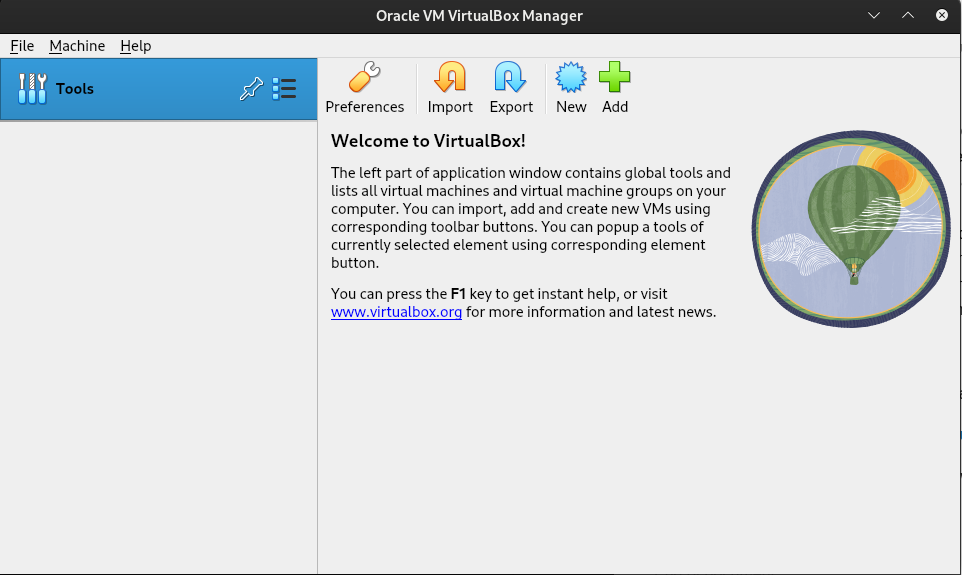 Oracle VM VirtualBox Manager
File Machine Help
Tools
Preferences Import Export New Add
Welcome to VirtualBox!
The left part of application window contains global tools and
lists all virtual machines and virtual machine groups on your
computer. You can import, add and create new VMs using
corresponding toolbar buttons. You can popup a tools of
currently selected element using corresponding element
button.
You can press the F1 key to get instant help, or visit
www.virtualbox.org for more information and latest news.